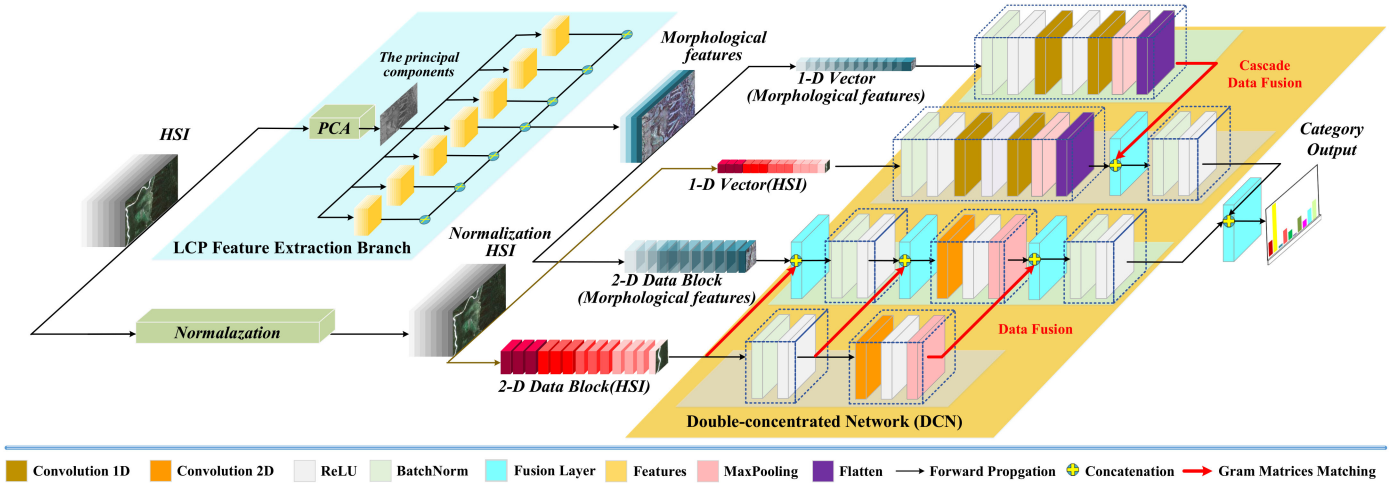 HSI
PCA
The principal
components
LCP Feature Extraction Branch
Normalazation
Morphological
features
Normalization
HSI
1-D Vector
(Morphological features)
1-D Vector(HSI)
2-D Data Block
(Morphological features)
2-D Data Block(HSI)
Cascade
Data Fusion
Category
Output
Data Fusion
Double-concentrated Network (DCN)
Convolution 1D
Convolution 2D
ReLU
BatchNorm
Fusion Layer
Features
MaxPooling
Flatten
Forward Propgation
Concatenation
Gram Matrices Matching